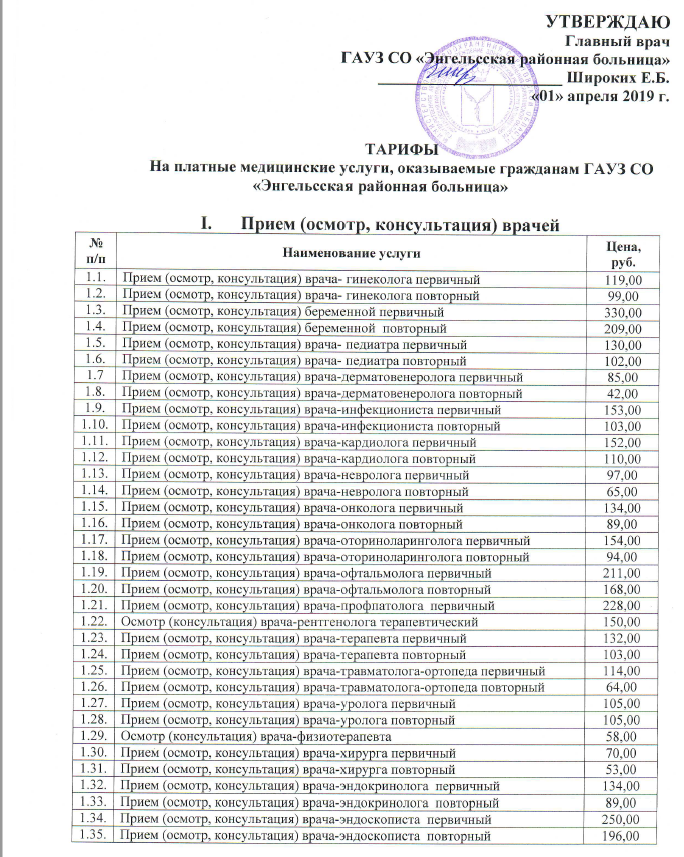 УТВЕРЖДАЮ
Главный врач
ГАУЗ СО «Энгельсская районная больница»
Широких Е.Б.
«01» апреля 2019 г.
ТАРИФЫ
На платные медицинские услуги, оказываемые гражданам ГАУЗ СО
«Энгельсская районная больница»
I. Прием (осмотр, консультация) врачей
№ п/п Наименование услуги Цена, руб.
1.1. Прием (осмотр, консультация) врача- гинеколога первичный 119,00
1.2. Прием (осмотр, консультация) врача- гинеколога повторный 99,00
1.3. Прием (осмотр, консультация) беременной первичный 330,00
1.4. Прием (осмотр, консультация) беременной повторный 209,00
1.5. Прием (осмотр, консультация) врача- педиатра первичный 130,00
1.6. Прием (осмотр, консультация) врача- педиатра повторный 102,00
1.7 Прием (осмотр, консультация) врача-дерматовенеролога первичный 85,00
1.8. Прием (осмотр, консультация) врача-дерматовенеролога повторный 42,00
1.9. Прием (осмотр, консультация) врача-инфекциониста первичный 153,00
1.10. Прием (осмотр, консультация) врача-инфекциониста повторный 103,00
1.11. Прием (осмотр, консультация) врача-кардиолога первичный 152,00
1.12. Прием (осмотр, консультация) врача-кардиолога повторный 110,00
1.13. Прием (осмотр, консультация) врача-невролога первичный 97,00
1.14. Прием (осмотр, консультация) врача-невролога повторный 65,00
1.15. Прием (осмотр, консультация) врача-онколога первичный 134,00
1.16. Прием (осмотр, консультация) врача-онколога повторный 89,00
1.17. Прием (осмотр, консультация) врача-оториноларинголога первичный 154,00
1.18. Прием (осмотр, консультация) врача-оториноларинголога повторный 94,00
1.19. Прием (осмотр, консультация) врача-офтальмолога первичный 211,00
1.20. Прием (осмотр, консультация) врача-офтальмолога повторный 168,00
1.21. Прием (осмотр, консультация) врача-профпатолога первичный 228,00
1.22. Осмотр (консультация) врача-рентгенолога терапевтический 150,00
1.23. Прием (осмотр, консультация) врача-терапевта первичный 132,00
1.24. Прием (осмотр, консультация) врача-терапевта повторный 103,00
1.25. Прием (осмотр, консультация) врача-травматолога-ортопеда первичный 114,00
1.26. Прием (осмотр, консультация) врача-травматолога-ортопеда повторный 64,00
1.27. Прием (осмотр, консультация) врача-уролога первичный 105,00
1.28. Прием (осмотр, консультация) врача-уролога повторный 105,00
1.29. Осмотр (консультация) врача-физиотерапевта 58,00
1.30. Прием (осмотр, консультация) врача-хирурга первичный 70,00
1.31. Прием (осмотр, консультация) врача-хирурга повторный 53,00
1.32. Прием (осмотр, консультация) врача-эндокринолога первичный 134,00
1.33. Прием (осмотр, консультация) врача-эндокринолога повторный 89,00
1.34. Прием (осмотр, консультация) врача-эндоскописта первичный 250,00
1.35. Прием (осмотр, консультация) врача-эндоскописта повторный 196,00